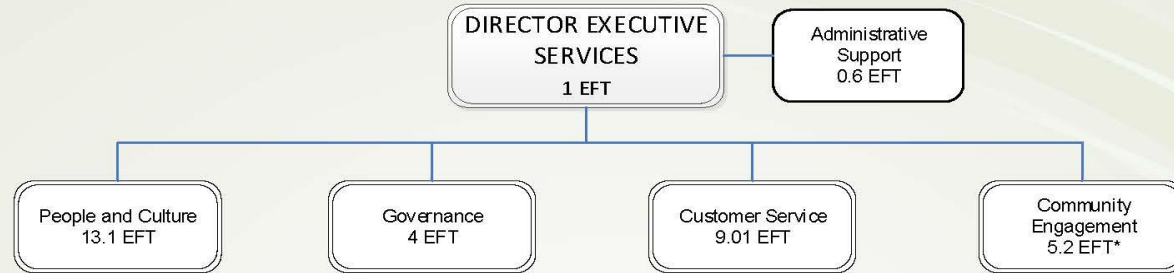 DIRECTOR EXECUTIVE
SERVICES
1 EFT
Administrative
Support
0.6 EFT
People and Culture
13.1 EFT
Governance
4 EFT
Customer Service
9.01 EFT
Community
Engagement
5.2 EFT*